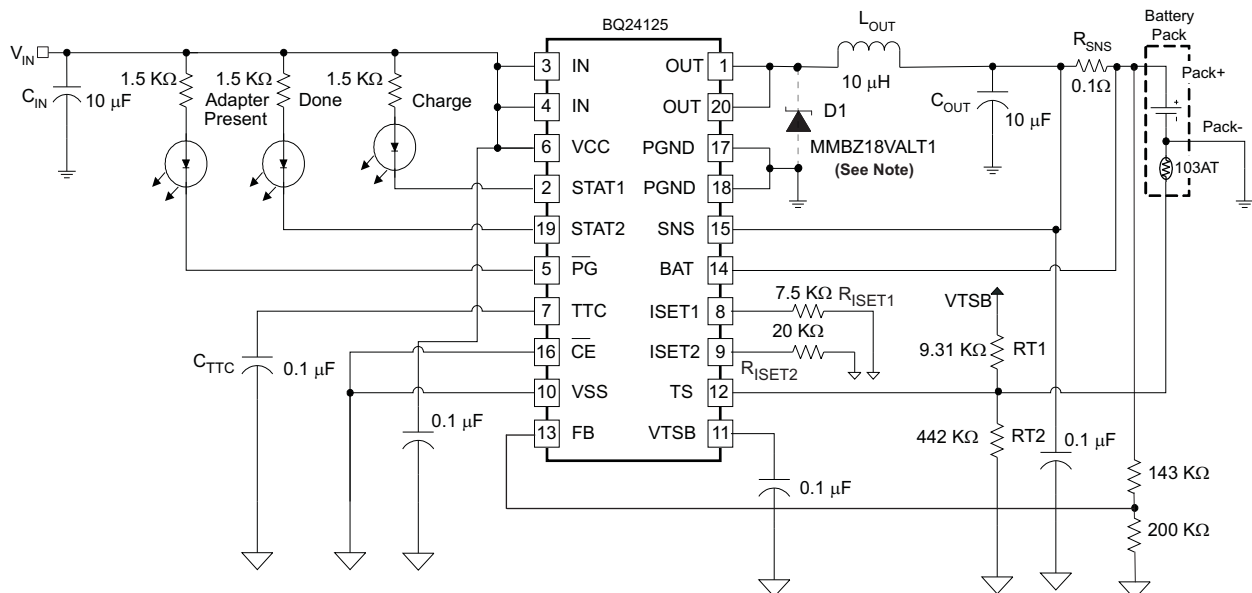 BQ24125
V_IN
C_IN
10 μF
1.5 KΩ
Adapter
Present
1.5 KΩ
Done
1.5 KΩ
Charge
3 IN
4 IN
6 VCC
2 STAT1
19 STAT2
5 P̅G̅
7 TTC
16 C̅E̅
10 VSS
13 FB
OUT 1
OUT 20
PGND 17
PGND 18
SNS 15
BAT 14
ISET1 8
ISET2 9
TS 12
VTSB 11
C_TTC
0.1 μF
0.1 μF
L_OUT
10 μH
D1
MMBZ18VALT1
(See Note)
C_OUT
10 μF
R_SNS
0.1Ω
Battery
Pack
Pack+
+
-
Pack-
103AT
7.5 KΩ
R_ISET1
20 KΩ
R_ISET2
VTSB
9.31 KΩ
RT1
442 KΩ
RT2
0.1 μF
0.1 μF
143 KΩ
200 KΩ